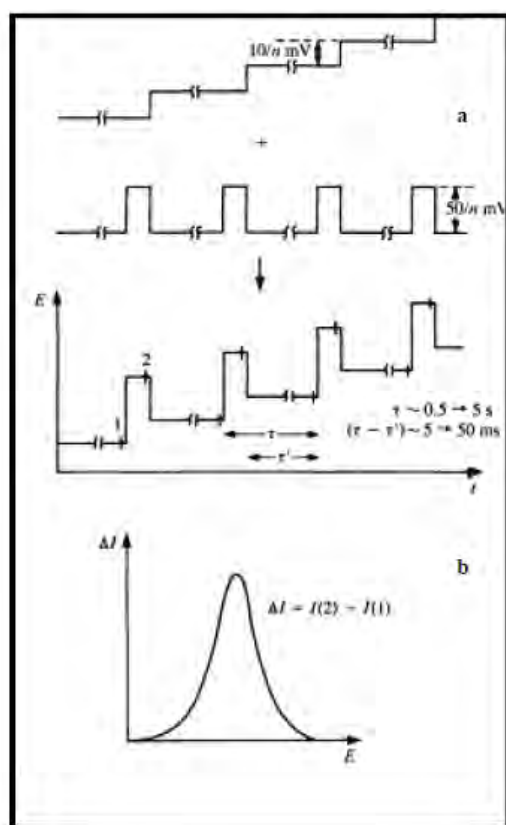 10/n mV
a
+
50/n mV
E
2
1
τ ~ 0.5 → 5 s
τ
(τ − τ') ~ 5 → 50 ms
τ'
t
ΔI
b
ΔI = I(2) − I(1)
E